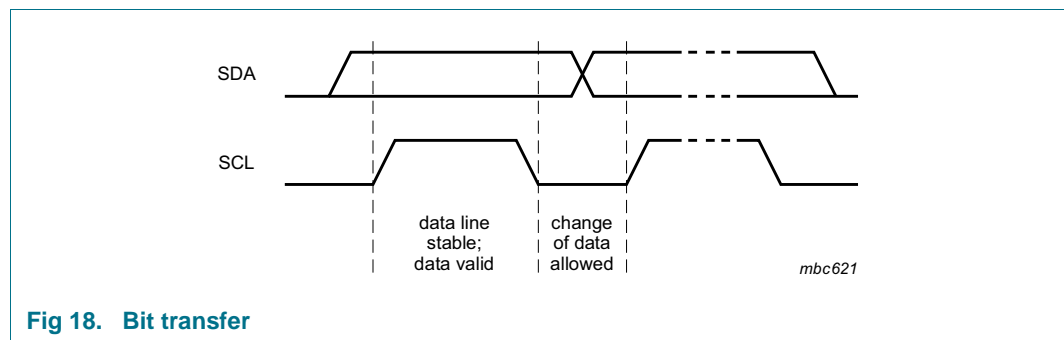 SDA
SCL
data line
stable;
data valid
change
of data
allowed
mbc621
Fig 18. Bit transfer